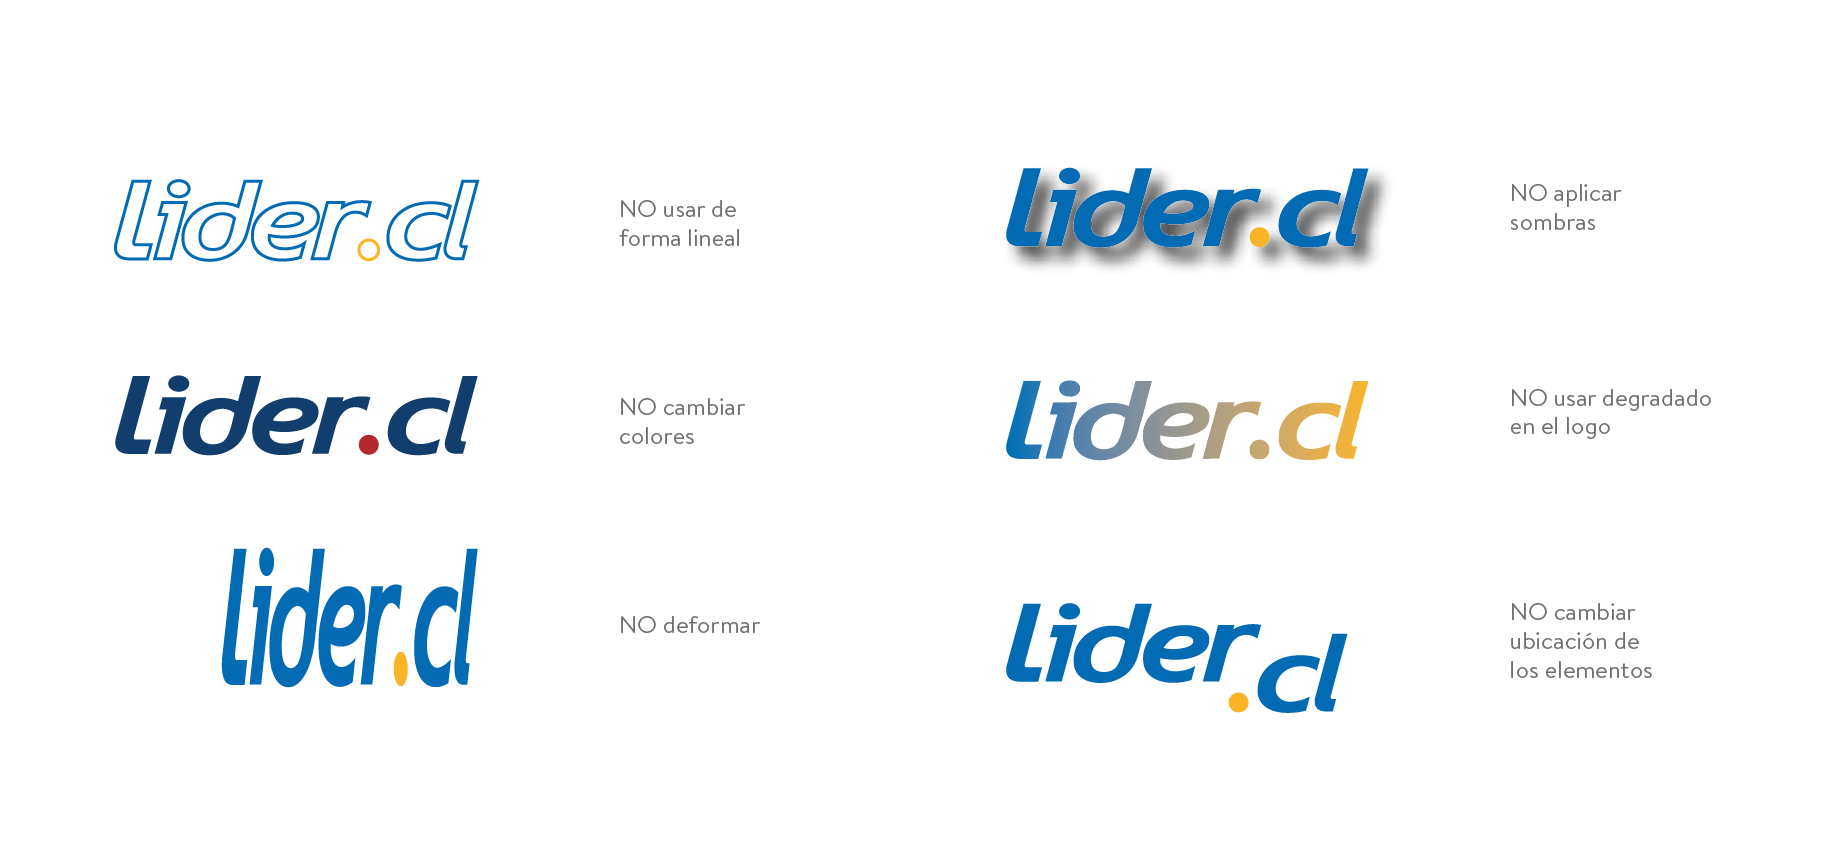 lider.cl
NO usar de
forma lineal
lider.cl
NO aplicar
sombras
lider.cl
NO cambiar
colores
lider.cl
NO usar degradado
en el logo
lider.cl
NO deformar
lider.cl
NO cambiar
ubicación de
los elementos